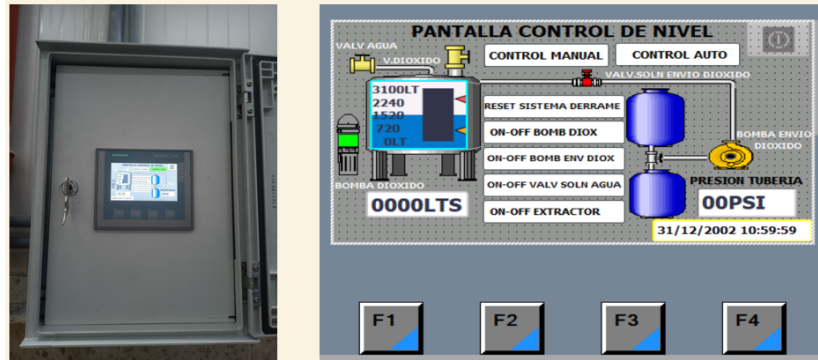 PANTALLA CONTROL DE NIVEL
VALV AGUA
V.DIOXIDO
CONTROL MANUAL
CONTROL AUTO
VALV.SOLN ENVIO DIOXIDO
3100LT
2240
1520
720
0LT
RESET SISTEMA DERRAME
ON-OFF BOMB DIOX
ON-OFF BOMB ENV DIOX
ON-OFF VALV SOLN AGUA
ON-OFF EXTRACTOR
BOMBA ENVIO
DIOXIDO
BOMBA DIOXIDO
0000LTS
PRESION TUBERIA
00PSI
31/12/2002 10:59:59
F1
F2
F3
F4